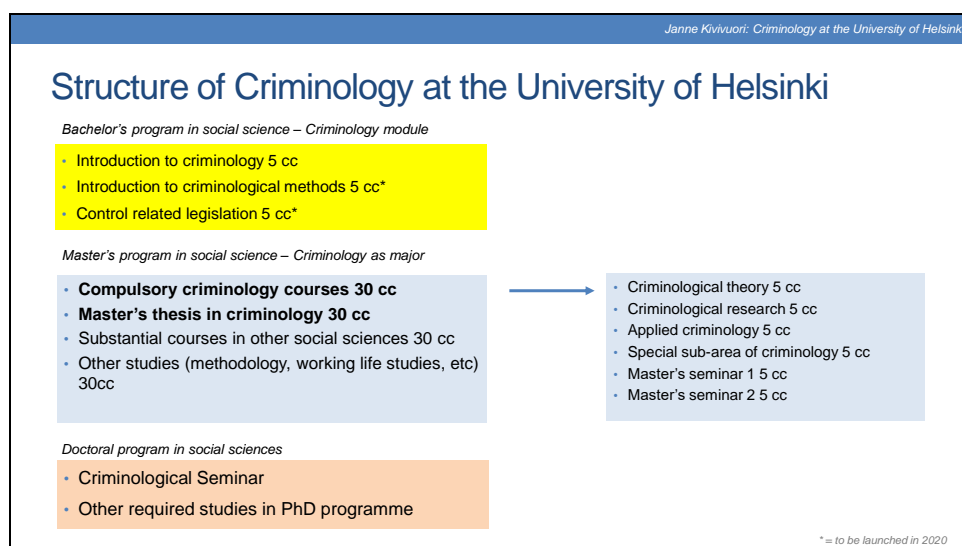 Janne Kivivuori: Criminology at the University of Helsink
Structure of Criminology at the University of Helsinki
Bachelor's program in social science – Criminology module
• Introduction to criminology 5 cc
• Introduction to criminological methods 5 cc*
• Control related legislation 5 cc*
Master's program in social science – Criminology as major
• Compulsory criminology courses 30 cc
• Master's thesis in criminology 30 cc
• Substantial courses in other social sciences 30 cc
• Other studies (methodology, working life studies, etc)
30cc
• Criminological theory 5 cc
• Criminological research 5 cc
• Applied criminology 5 cc
• Special sub-area of criminology 5 cc
• Master's seminar 1 5 cc
• Master's seminar 2 5 cc
Doctoral program in social sciences
• Criminological Seminar
• Other required studies in PhD programme
* = to be launched in 2020